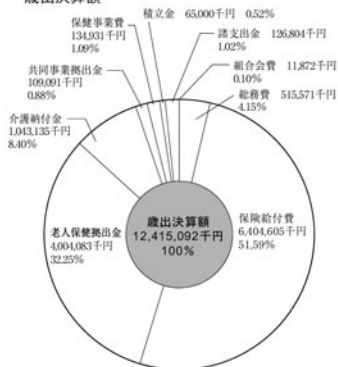 歳出決算額
積立金 65,000千円 0.52%
保健事業費
134,931千円
1.09%
諸支出金 126,804千円
1.02%
共同事業拠出金
109,091千円
0.88%
組合会費 11,872千円
0.10%
総務費 515,571千円
4.15%
介護納付金
1,043,135千円
8.40%
老人保健拠出金
4,004,083千円
32.25%
歳出決算額
12,415,092千円
100%
保険給付費
6,404,605千円
51,59%